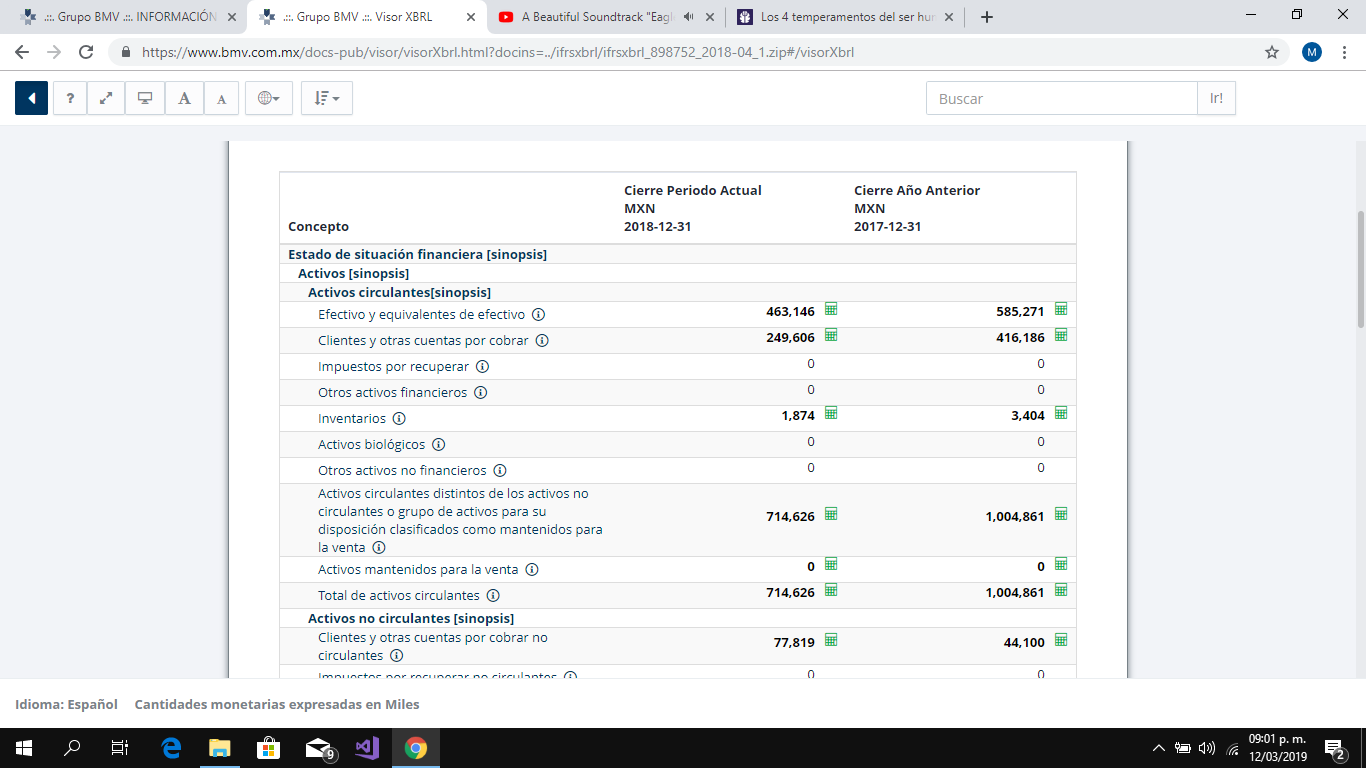 .::. Grupo BMV .::. INFORMACIÓN
.::. Grupo BMV .::. Visor XBRL
A Beautiful Soundtrack "Eagl
Los 4 temperamentos del ser hur
https://www.bmv.com.mx/docs-pub/visor/visorXbrl.html?docins=../ifrsxbrl/ifrsxbrl_898752_2018-04_1.zip#/visorXbrl
M
? A A
Buscar Ir!
Cierre Periodo Actual Cierre Año Anterior
MXN MXN
Concepto 2018-12-31 2017-12-31
Estado de situación financiera [sinopsis]
Activos [sinopsis]
Activos circulantes[sinopsis]
Efectivo y equivalentes de efectivo 463,146 585,271
Clientes y otras cuentas por cobrar 249,606 416,186
Impuestos por recuperar 0 0
Otros activos financieros 0 0
Inventarios 1,874 3,404
Activos biológicos 0 0
Otros activos no financieros 0 0
Activos circulantes distintos de los activos no
circulantes o grupo de activos para su
disposición clasificados como mantenidos para
la venta 714,626 1,004,861
Activos mantenidos para la venta 0 0
Total de activos circulantes 714,626 1,004,861
Activos no circulantes [sinopsis]
Clientes y otras cuentas por cobrar no
circulantes 77,819 44,100
Impuestos por recuperar no circulantes 0 0
Idioma: Español Cantidades monetarias expresadas en Miles
9
09:01 p. m.
12/03/2019
2